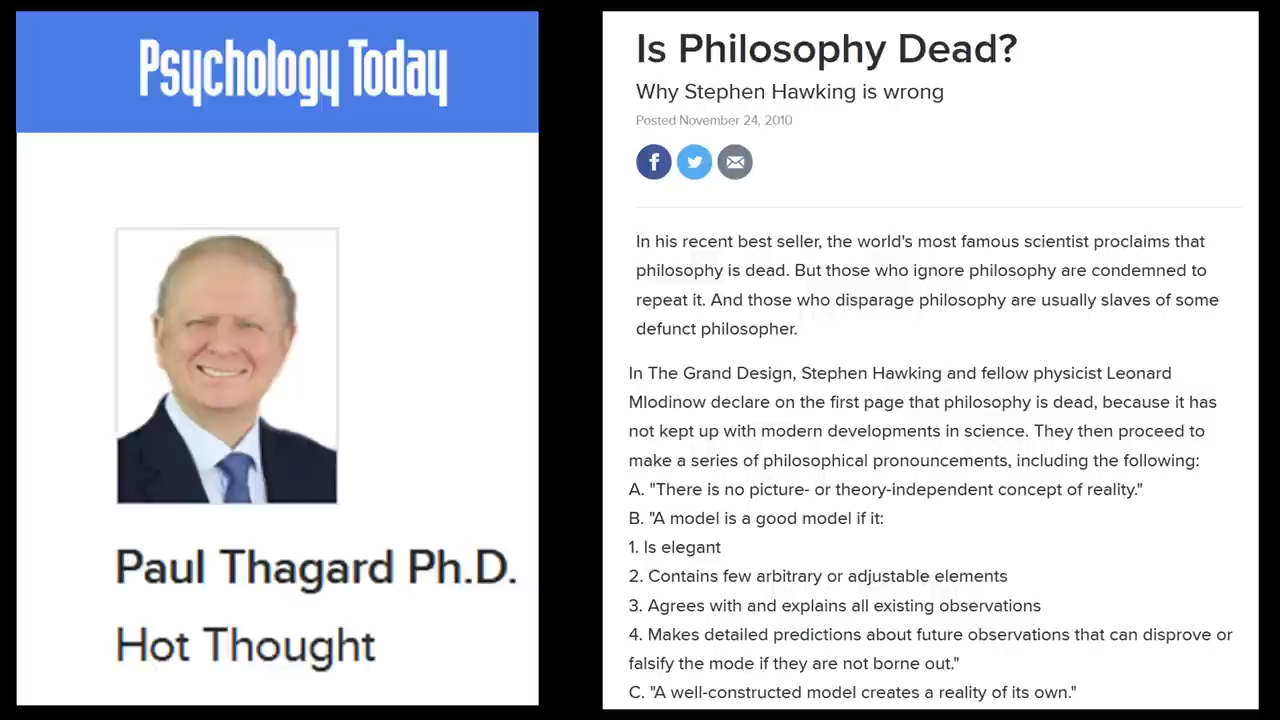 Psychology Today
Paul Thagard Ph.D.
Hot Thought
Is Philosophy Dead?
Why Stephen Hawking is wrong
Posted November 24, 2010
In his recent best seller, the world's most famous scientist proclaims that
philosophy is dead. But those who ignore philosophy are condemned to
repeat it. And those who disparage philosophy are usually slaves of some
defunct philosopher.
In The Grand Design, Stephen Hawking and fellow physicist Leonard
Mlodinow declare on the first page that philosophy is dead, because it has
not kept up with modern developments in science. They then proceed to
make a series of philosophical pronouncements, including the following:
A. "There is no picture- or theory-independent concept of reality."
B. "A model is a good model if it:
1. Is elegant
2. Contains few arbitrary or adjustable elements
3. Agrees with and explains all existing observations
4. Makes detailed predictions about future observations that can disprove or
falsify the mode if they are not borne out."
C. "A well-constructed model creates a reality of its own."